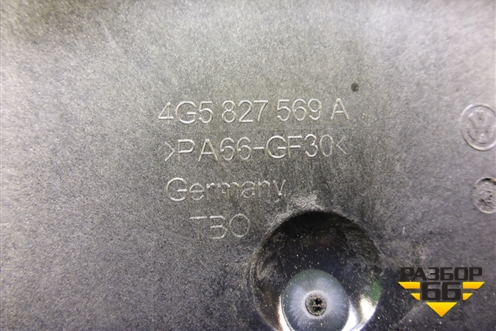 4G5 827 569 A
>PA66-GF30<
Germany
TBO
РАЗБОР
66